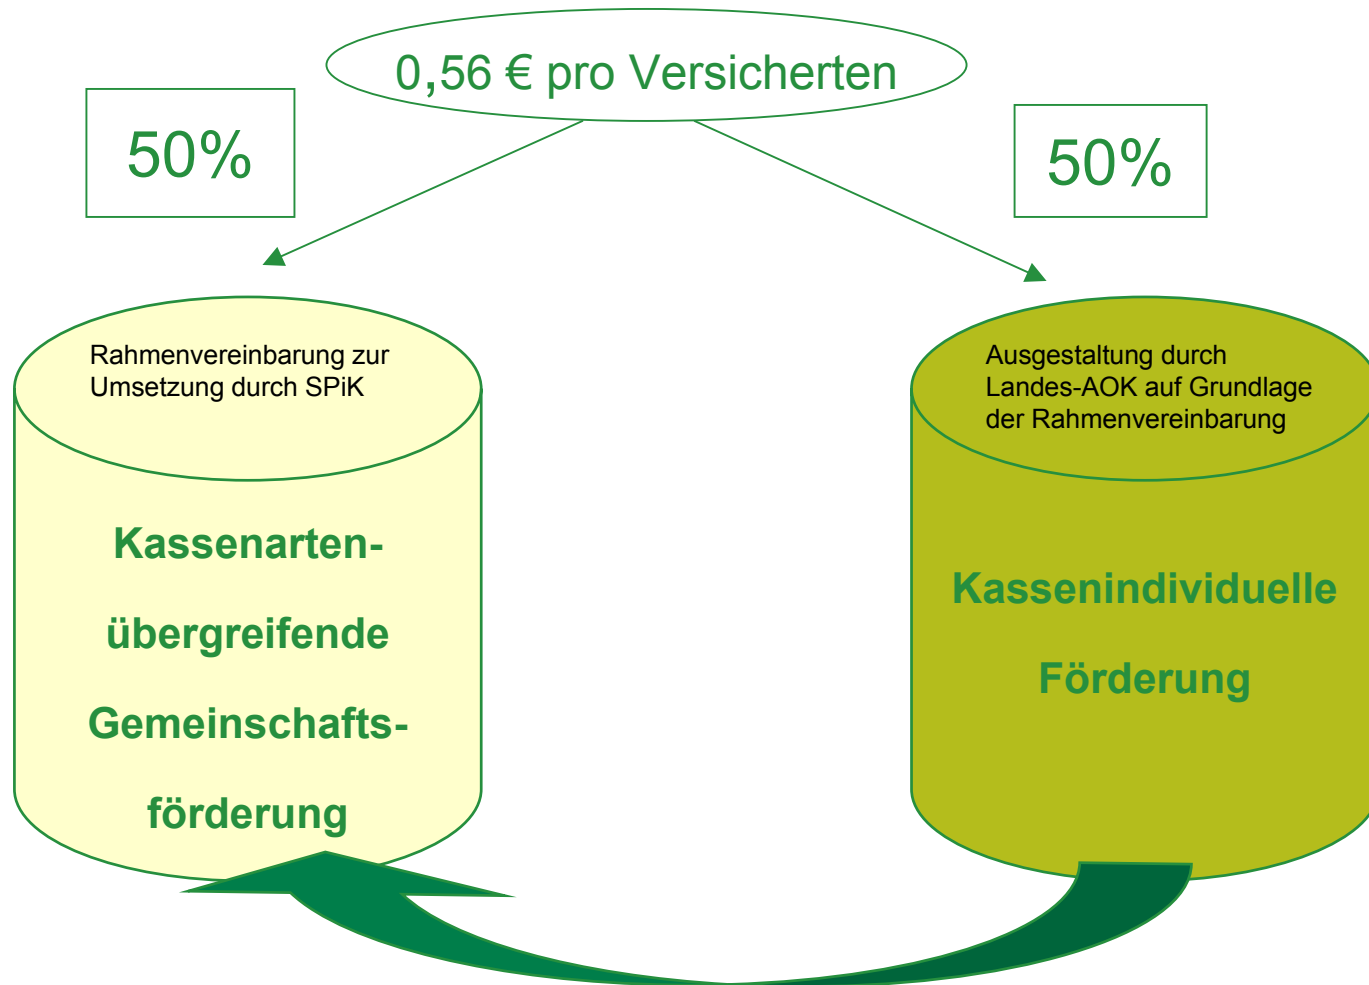 0,56 € pro Versicherten
50%
50%
Rahmenvereinbarung zur
Umsetzung durch SPiK
Kassenarten-
übergreifende
Gemeinschafts-
förderung
Ausgestaltung durch
Landes-AOK auf Grundlage
der Rahmenvereinbarung
Kassenindividuelle
Förderung